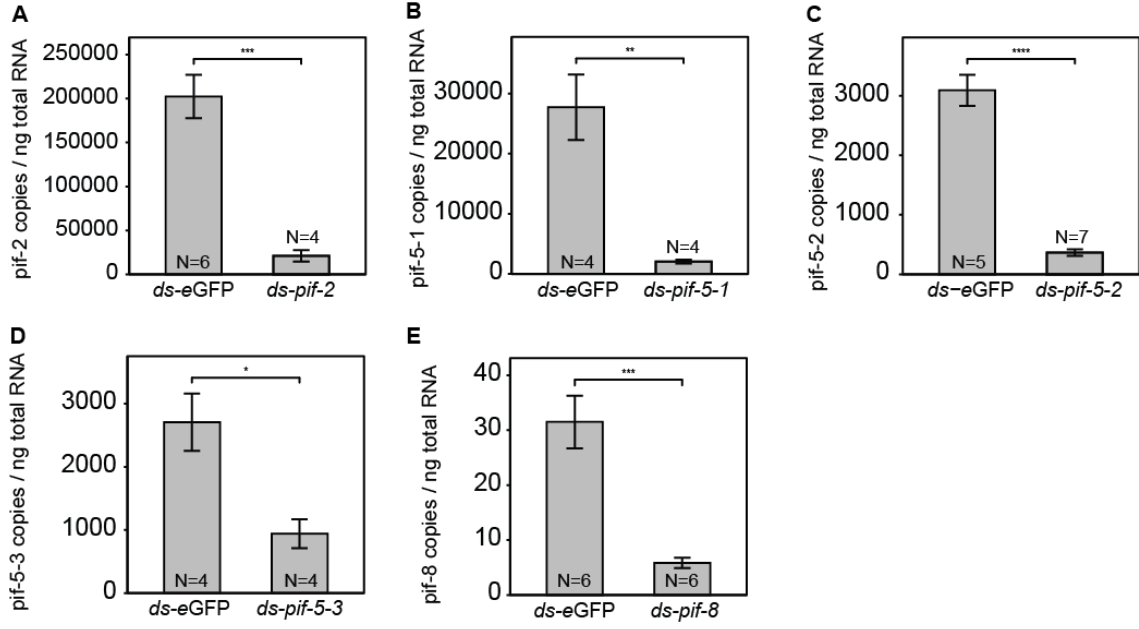 A
pif-2 copies / ng total RNA
250000
200000
150000
100000
50000
0
***
N=6
N=4
ds-eGFP
ds-pif-2
B
pif-5-1 copies / ng total RNA
30000
20000
10000
0
**
N=4
N=4
ds-eGFP
ds-pif-5-1
C
pif-5-2 copies / ng total RNA
3000
2000
1000
0
****
N=5
N=7
ds−eGFP
ds-pif-5-2
D
pif-5-3 copies / ng total RNA
3000
2000
1000
0
*
N=4
N=4
ds-eGFP
ds-pif-5-3
E
pif-8 copies / ng total RNA
40
30
20
10
0
***
N=6
N=6
ds-eGFP
ds-pif-8